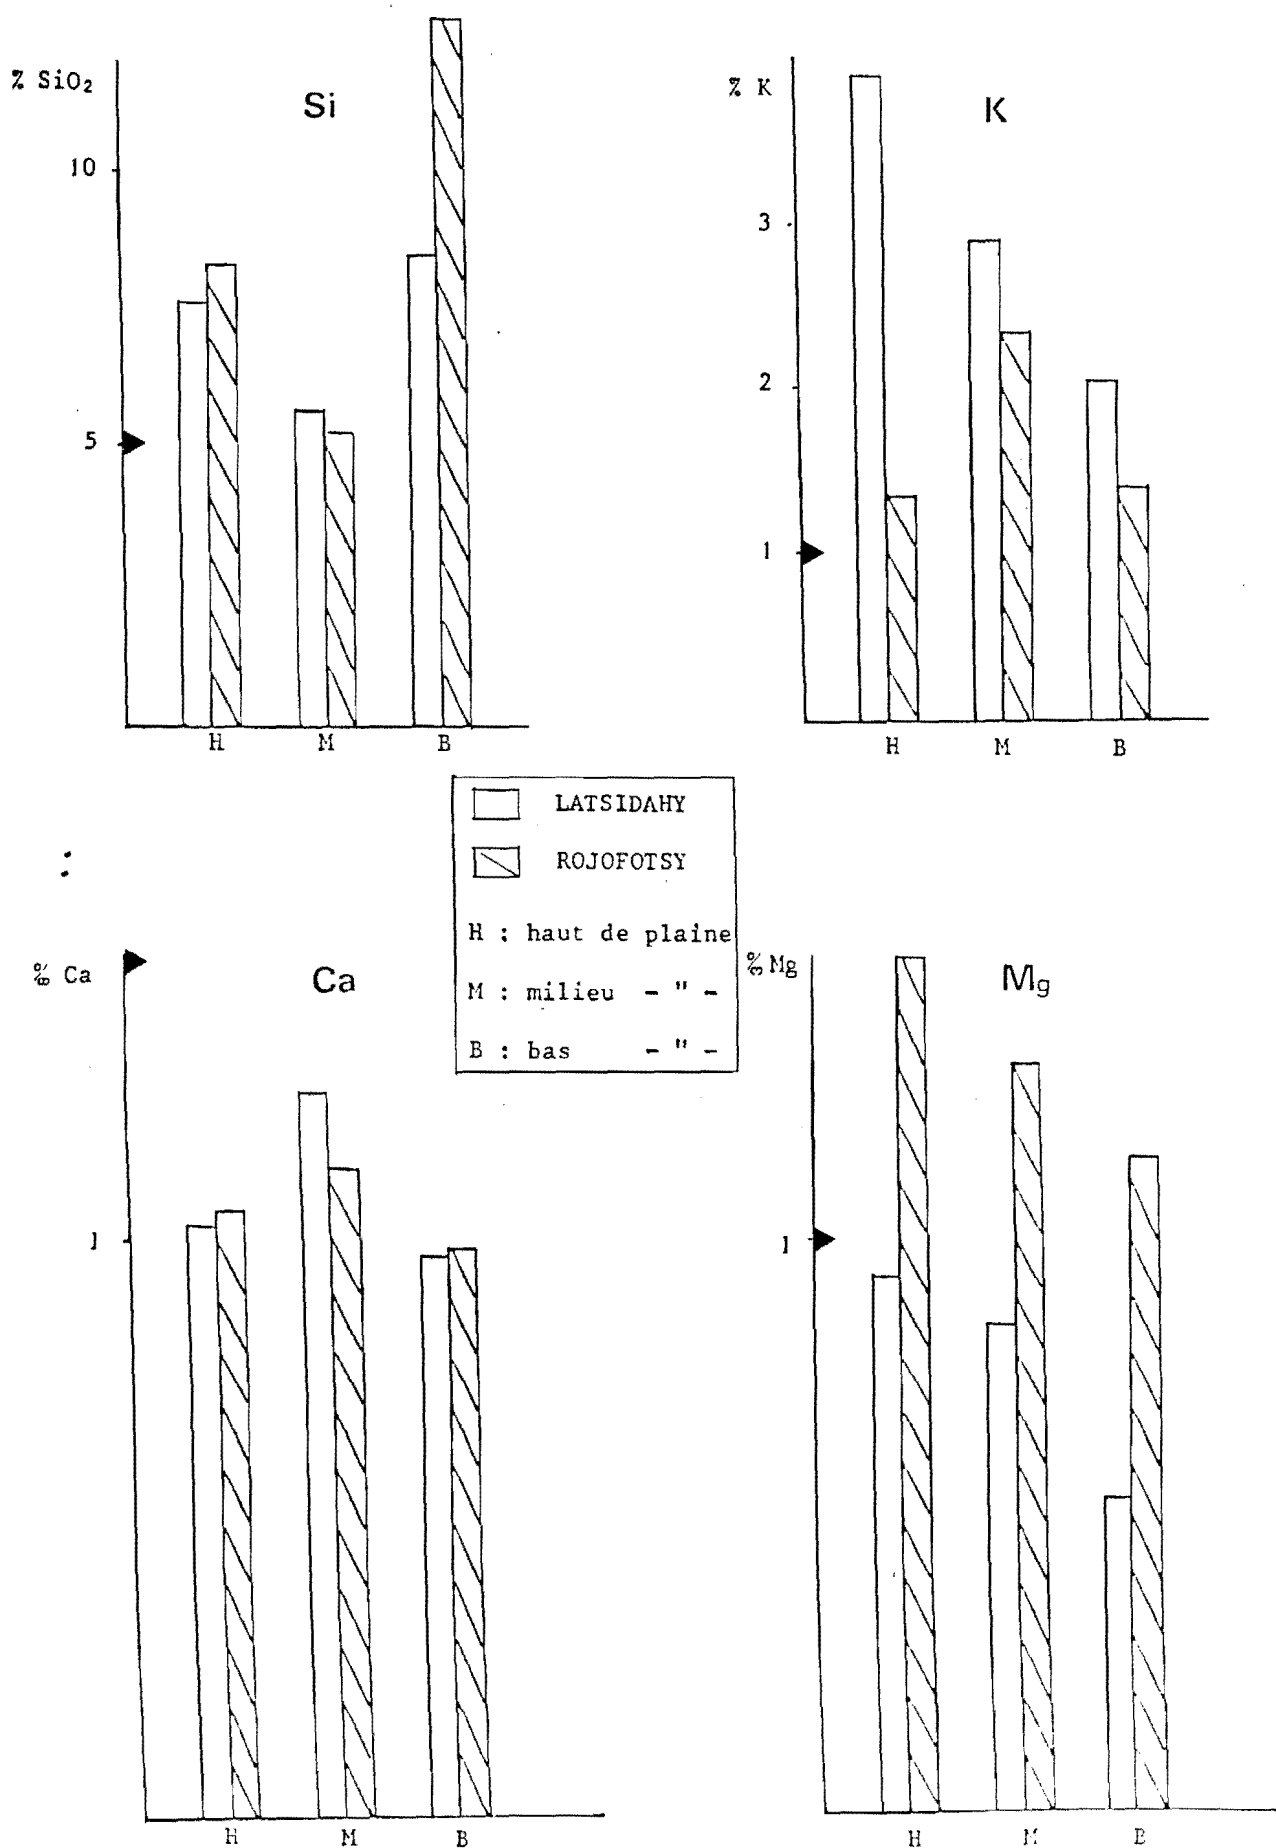 % SiO₂
Si
10
5
H M B
% K
K
3
2
1
H M B
LATSIDAHY
ROJOFOTSY
H : haut de plaine
M : milieu - " -
B : bas - " -
Ca
Ca
1
H M B
Mg
Mg
1
H M B